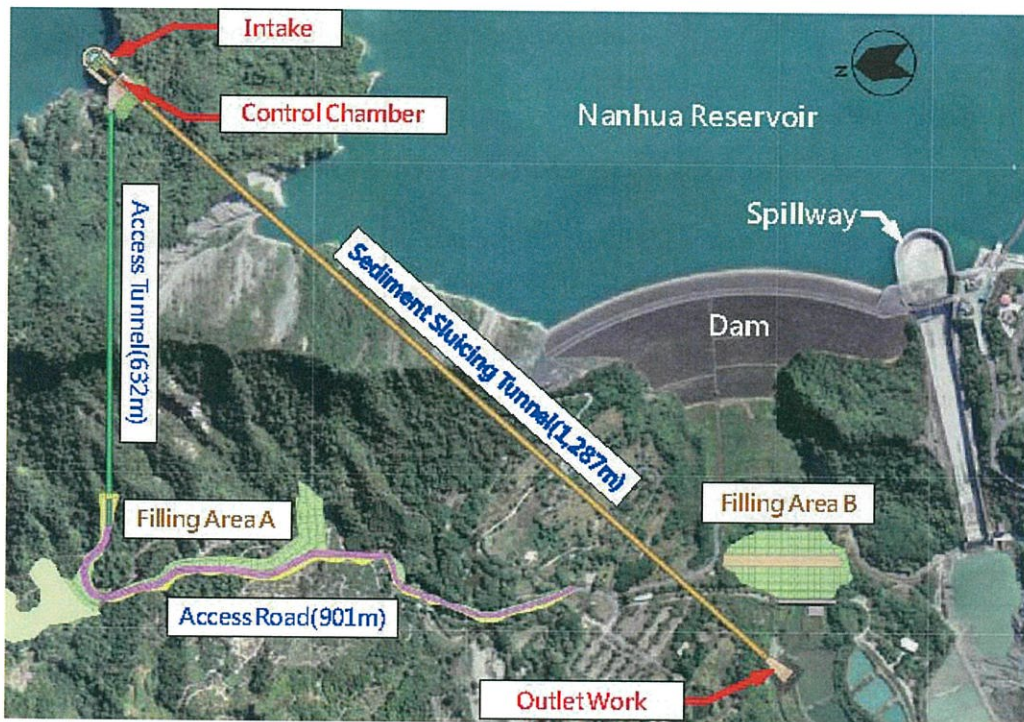 Intake
N
Control Chamber
Nanhua Reservoir
Spillway
Access Tunnel(632m)
Sediment Sluicing Tunnel(1,287m)
Dam
Filling Area A
Filling Area B
Access Road(901m)
Outlet Work